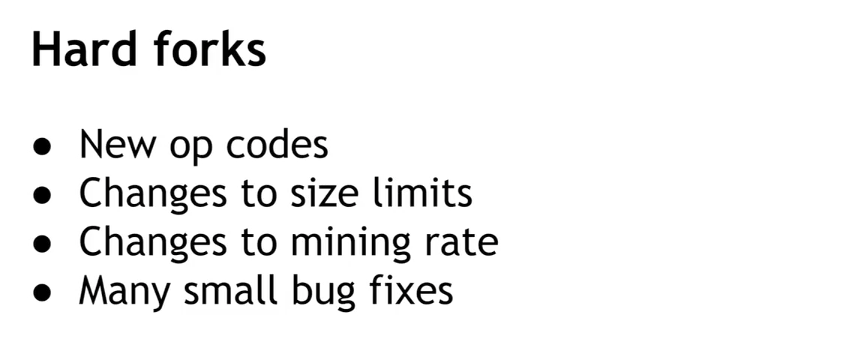 Hard forks
● New op codes
● Changes to size limits
● Changes to mining rate
● Many small bug fixes